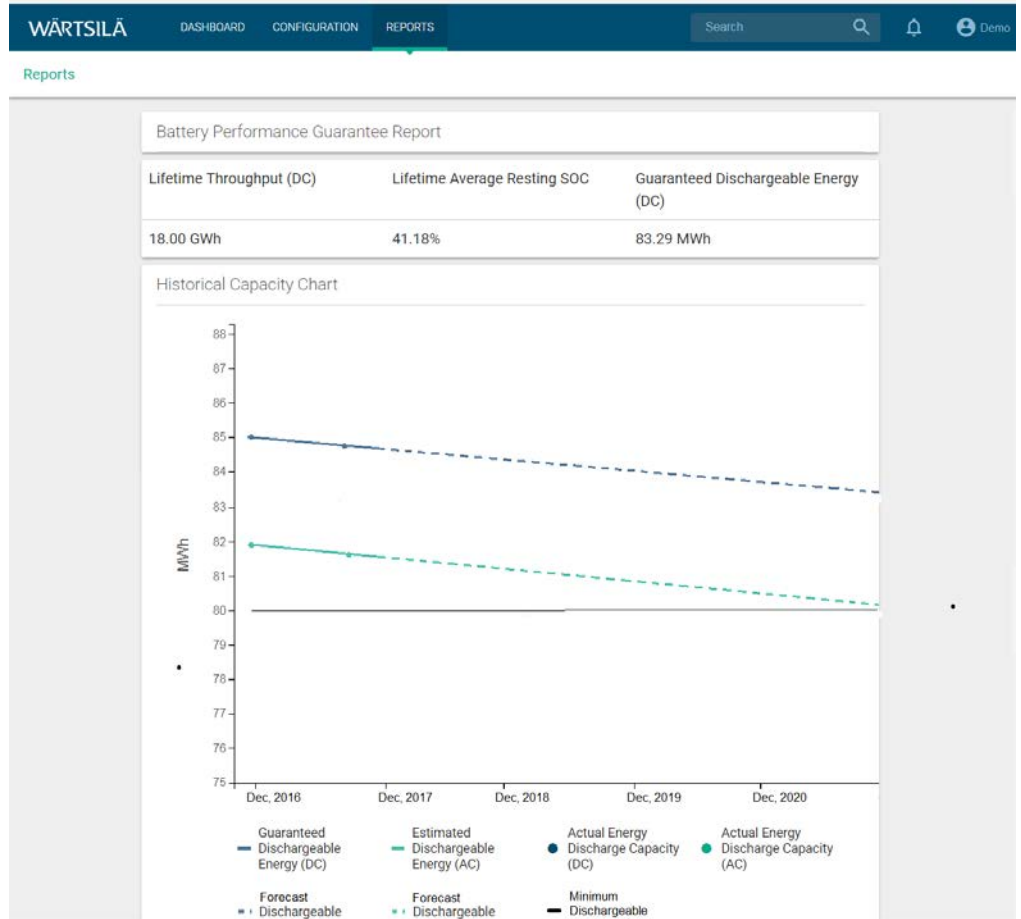 WÄRTSILÄ DASHBOARD CONFIGURATION REPORTS Search Demo
Reports
Battery Performance Guarantee Report
Lifetime Throughput (DC) Lifetime Average Resting SOC Guaranteed Dischargeable Energy
(DC)
18.00 GWh 41.18% 83.29 MWh
Historical Capacity Chart
88
87
86
85
84
83
82
MWh
81
80
79
78
77
76
75
Dec, 2016 Dec, 2017 Dec, 2018 Dec, 2019 Dec, 2020
Guaranteed Estimated Actual Energy Actual Energy
Dischargeable Dischargeable Discharge Capacity Discharge Capacity
Energy (DC) Energy (AC) (DC) (AC)
Forecast Forecast Minimum
Dischargeable Dischargeable Dischargeable